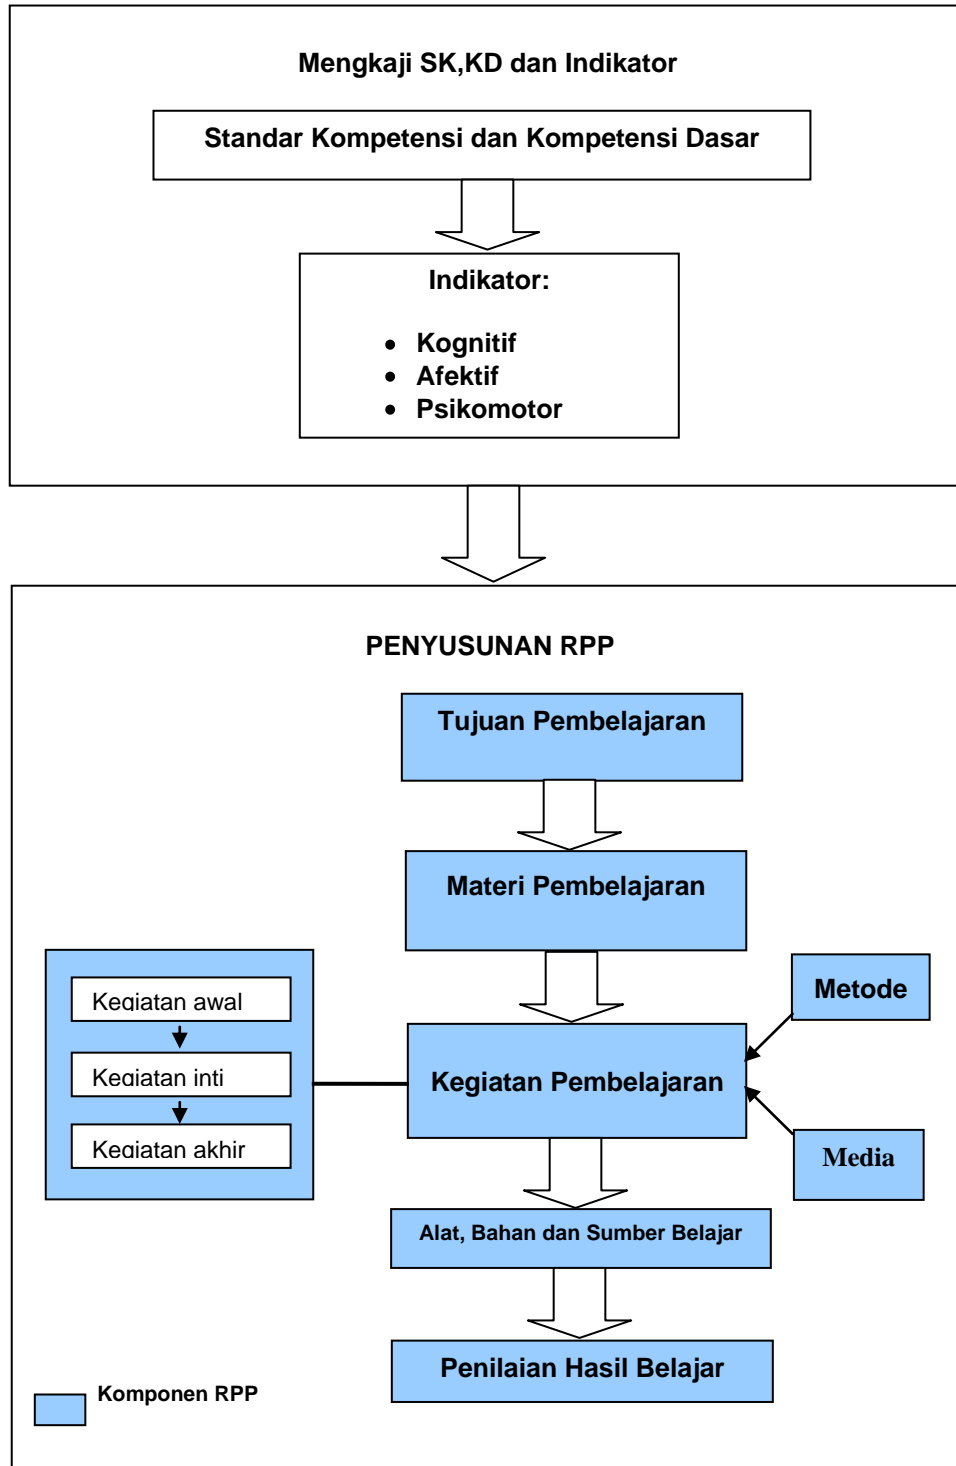 Mengkaji SK,KD dan Indikator
Standar Kompetensi dan Kompetensi Dasar
Indikator:
• Kognitif
• Afektif
• Psikomotor
PENYUSUNAN RPP
Tujuan Pembelajaran
Materi Pembelajaran
Kegiatan awal
Kegiatan inti
Kegiatan akhir
Kegiatan Pembelajaran
Metode
Media
Alat, Bahan dan Sumber Belajar
Penilaian Hasil Belajar
Komponen RPP